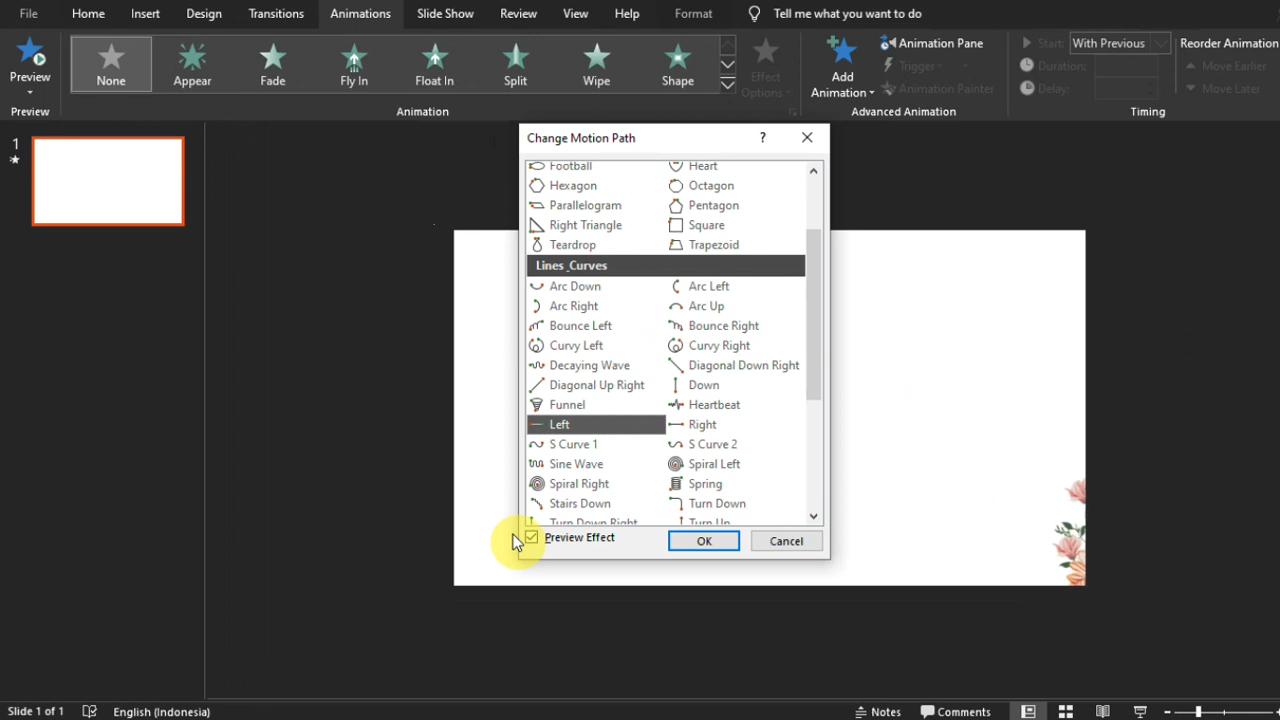 File Home Insert Design Transitions Animations Slide Show Review View Help Format Tell me what you want to do
Preview
None Appear Fade Fly In Float In Split Wipe Shape
Effect Options
Add Animation
Animation Pane
Trigger
Animation Painter
Start: With Previous
Duration:
Delay:
Reorder Animation
Move Earlier
Move Later
Preview Animation Advanced Animation Timing
1
Change Motion Path ?
Football Heart
Hexagon Octagon
Parallelogram Pentagon
Right Triangle Square
Teardrop Trapezoid
Lines_Curves
Arc Down Arc Left
Arc Right Arc Up
Bounce Left Bounce Right
Curvy Left Curvy Right
Decaying Wave Diagonal Down Right
Diagonal Up Right Down
Funnel Heartbeat
Left Right
S Curve 1 S Curve 2
Sine Wave Spiral Left
Spiral Right Spring
Stairs Down Turn Down
Turn Down Right Turn Up
Preview Effect OK Cancel
Slide 1 of 1 English (Indonesia) Notes Comments